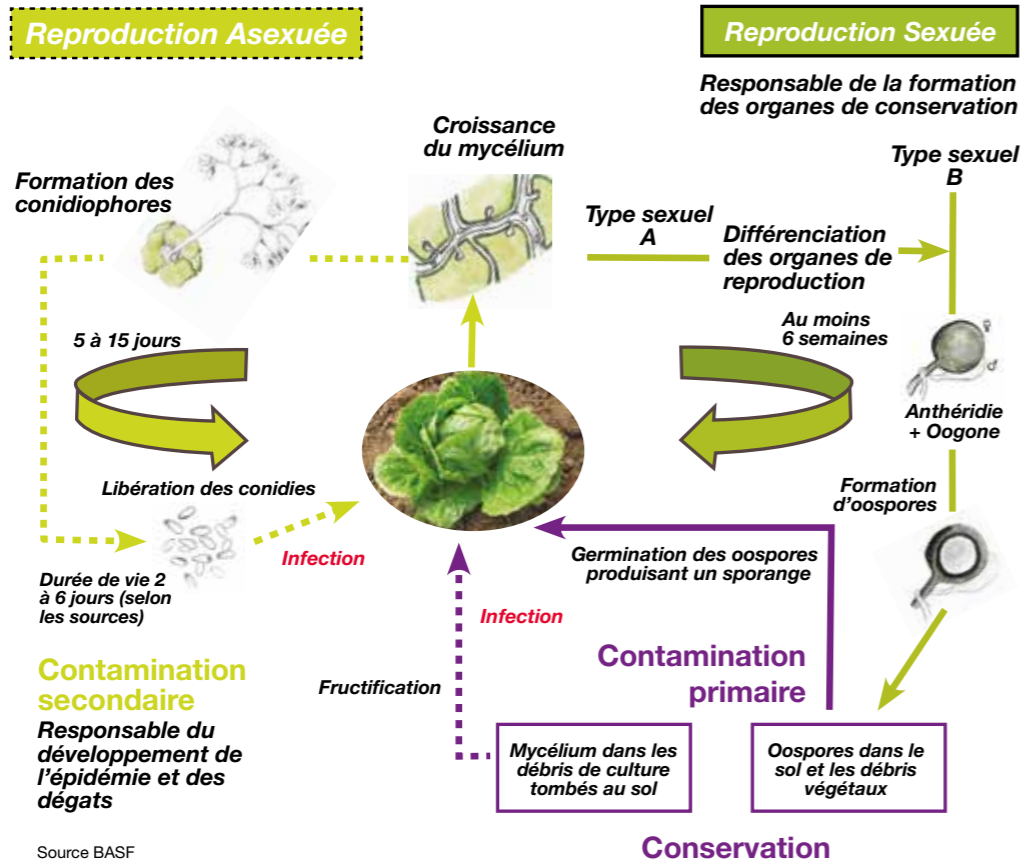 Reproduction Asexuée
Reproduction Sexuée
Responsable de la formation
des organes de conservation
Croissance
du mycélium
Type sexuel
B
Formation des
conidiophores
Type sexuel
A
Différenciation
des organes de
reproduction
5 à 15 jours
Au moins
6 semaines
♀
♂
Anthéridie
+ Oogone
Libération des conidies
Formation
d'oospores
Infection
Germination des oospores
produisant un sporange
Durée de vie 2
à 6 jours (selon
les sources)
Infection
Contamination
secondaire
Responsable du
développement de
l'épidémie et des
dégats
Contamination
primaire
Fructification
Mycélium dans les
débris de culture
tombés au sol
Oospores dans le
sol et les débris
végétaux
Source BASF
Conservation